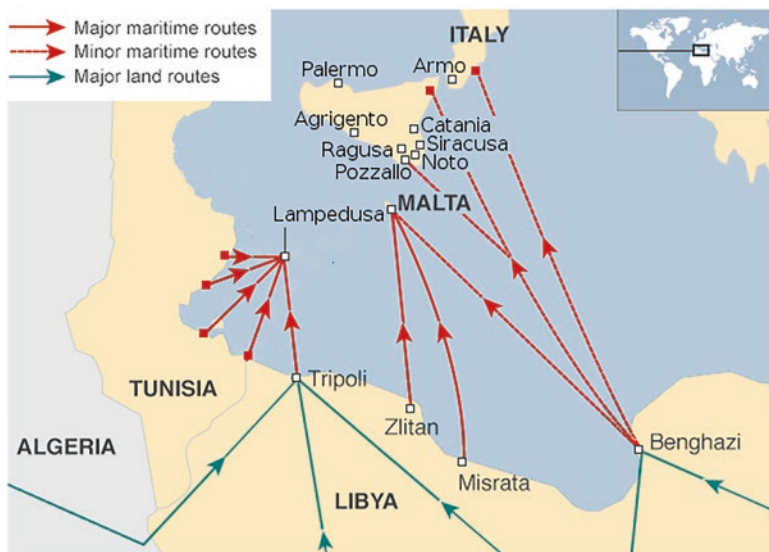 Major maritime routes
Minor maritime routes
Major land routes
ITALY
Palermo
Armo
Agrigento
Catania
Siracusa
Ragusa
Noto
Pozzallo
MALTA
Lampedusa
TUNISIA
Tripoli
Zlitan
Benghazi
ALGERIA
Misrata
LIBYA